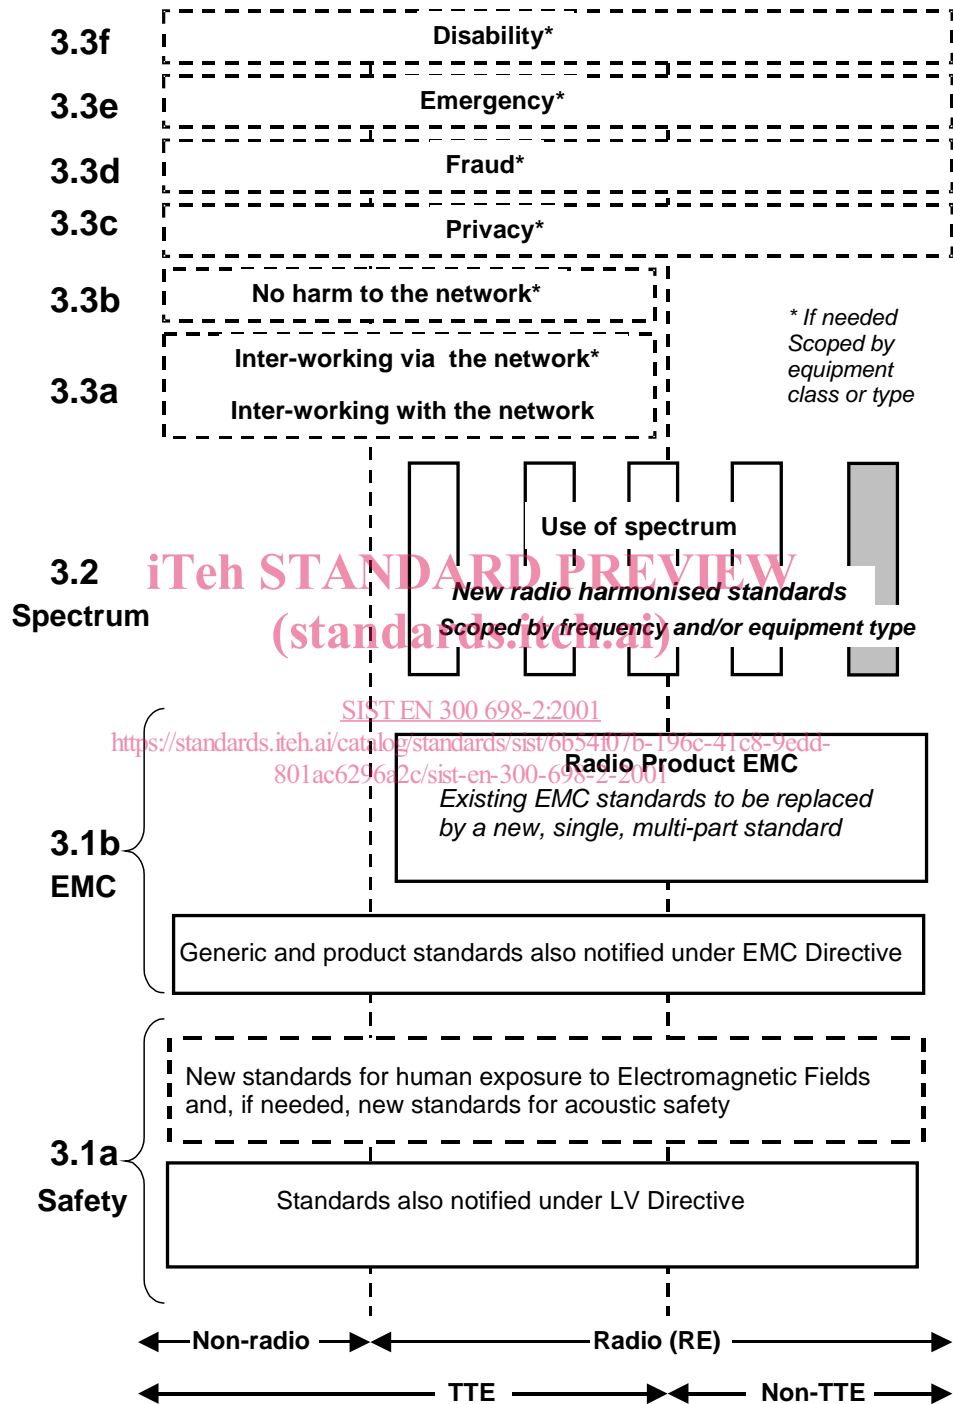 3.3f
Disability*
3.3e
Emergency*
3.3d
Fraud*
3.3c
Privacy*
3.3b
No harm to the network*
* If needed
Scoped by
equipment
class or type
3.3a
Inter-working via the network*
Inter-working with the network
Use of spectrum
3.2
Spectrum
iTeh STANDARD PREVIEW
(standards.iteh.ai)
New radio harmonised standards
Scoped by frequency and/or equipment type
SIST EN 300 698-2:2001
https://standards.iteh.ai/catalog/standards/sist/6b54f07b-196c-41c8-9edd-
801ac6296a2c/sist-en-300-698-2-2001
Radio Product EMC
Existing EMC standards to be replaced
by a new, single, multi-part standard
3.1b
EMC
Generic and product standards also notified under EMC Directive
New standards for human exposure to Electromagnetic Fields
and, if needed, new standards for acoustic safety
3.1a
Safety
Standards also notified under LV Directive
Non-radio
Radio (RE)
TTE
Non-TTE